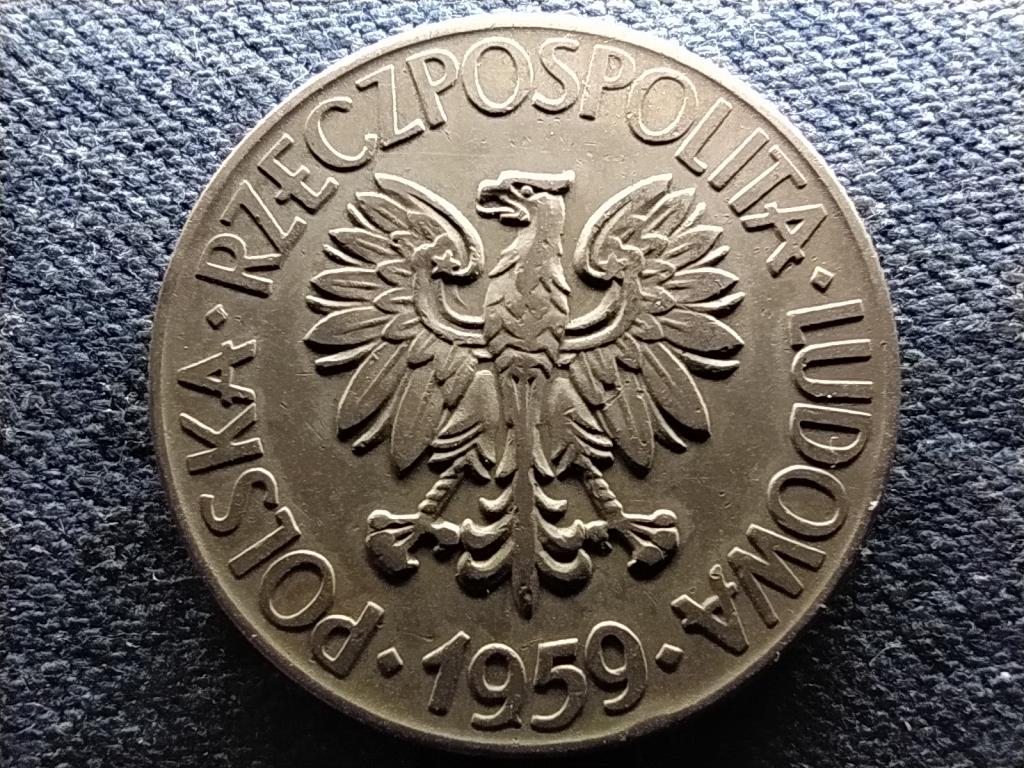 POLSKA · RZECZPOSPOLITA · LUDOWA
· 1959 ·